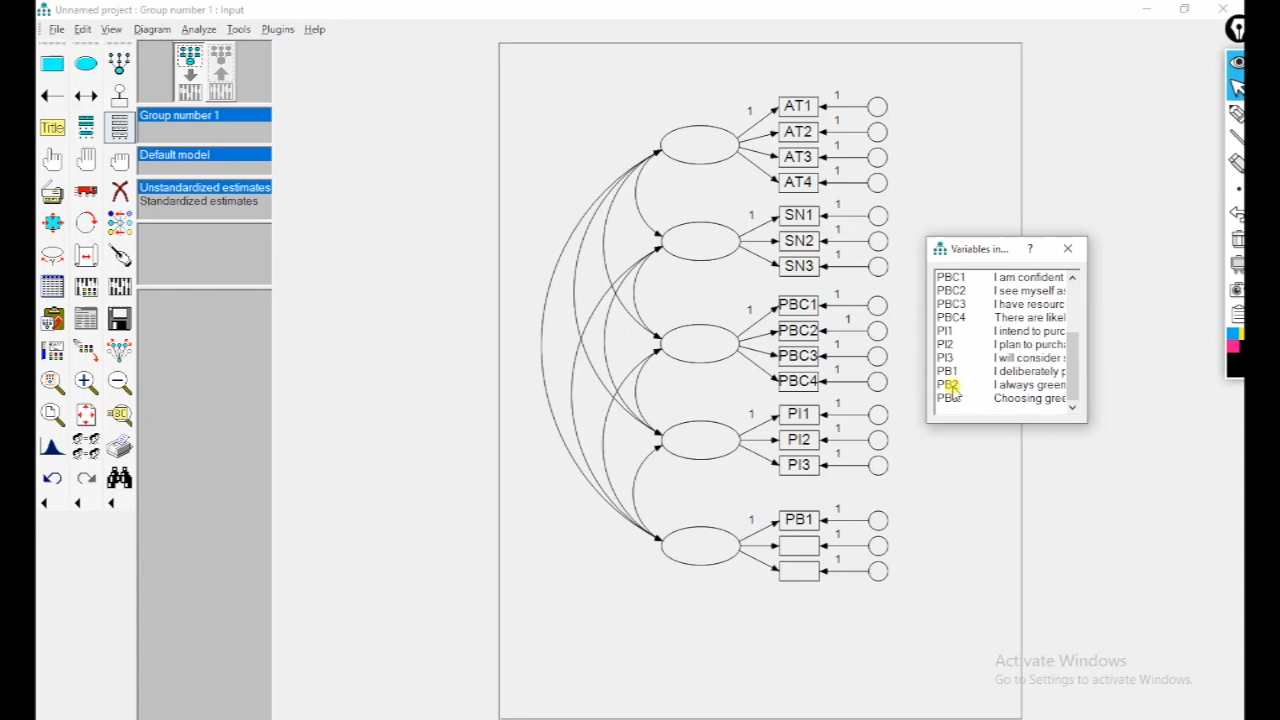 Unnamed project : Group number 1 : Input
File Edit View Diagram Analyze Tools Plugins Help
Title
Group number 1
Default model
Unstandardized estimates
Standardized estimates
1 AT1 1
AT2 1
AT3 1
AT4 1
1 SN1 1
SN2 1
SN3 1
1 PBC1 1
PBC2 1
PBC3 1
PBC4 1
1 PI1 1
PI2 1
PI3 1
1 PB1 1
1
1
Variables in... ?
PBC1 I am confident
PBC2 I see myself as
PBC3 I have resourc
PBC4 There are likel
PI1 I intend to purc
PI2 I plan to purch
PI3 I will consider
PB1 I deliberately p
PB2 I always green
Choosing gree
Activate Windows
Go to Settings to activate Windows.